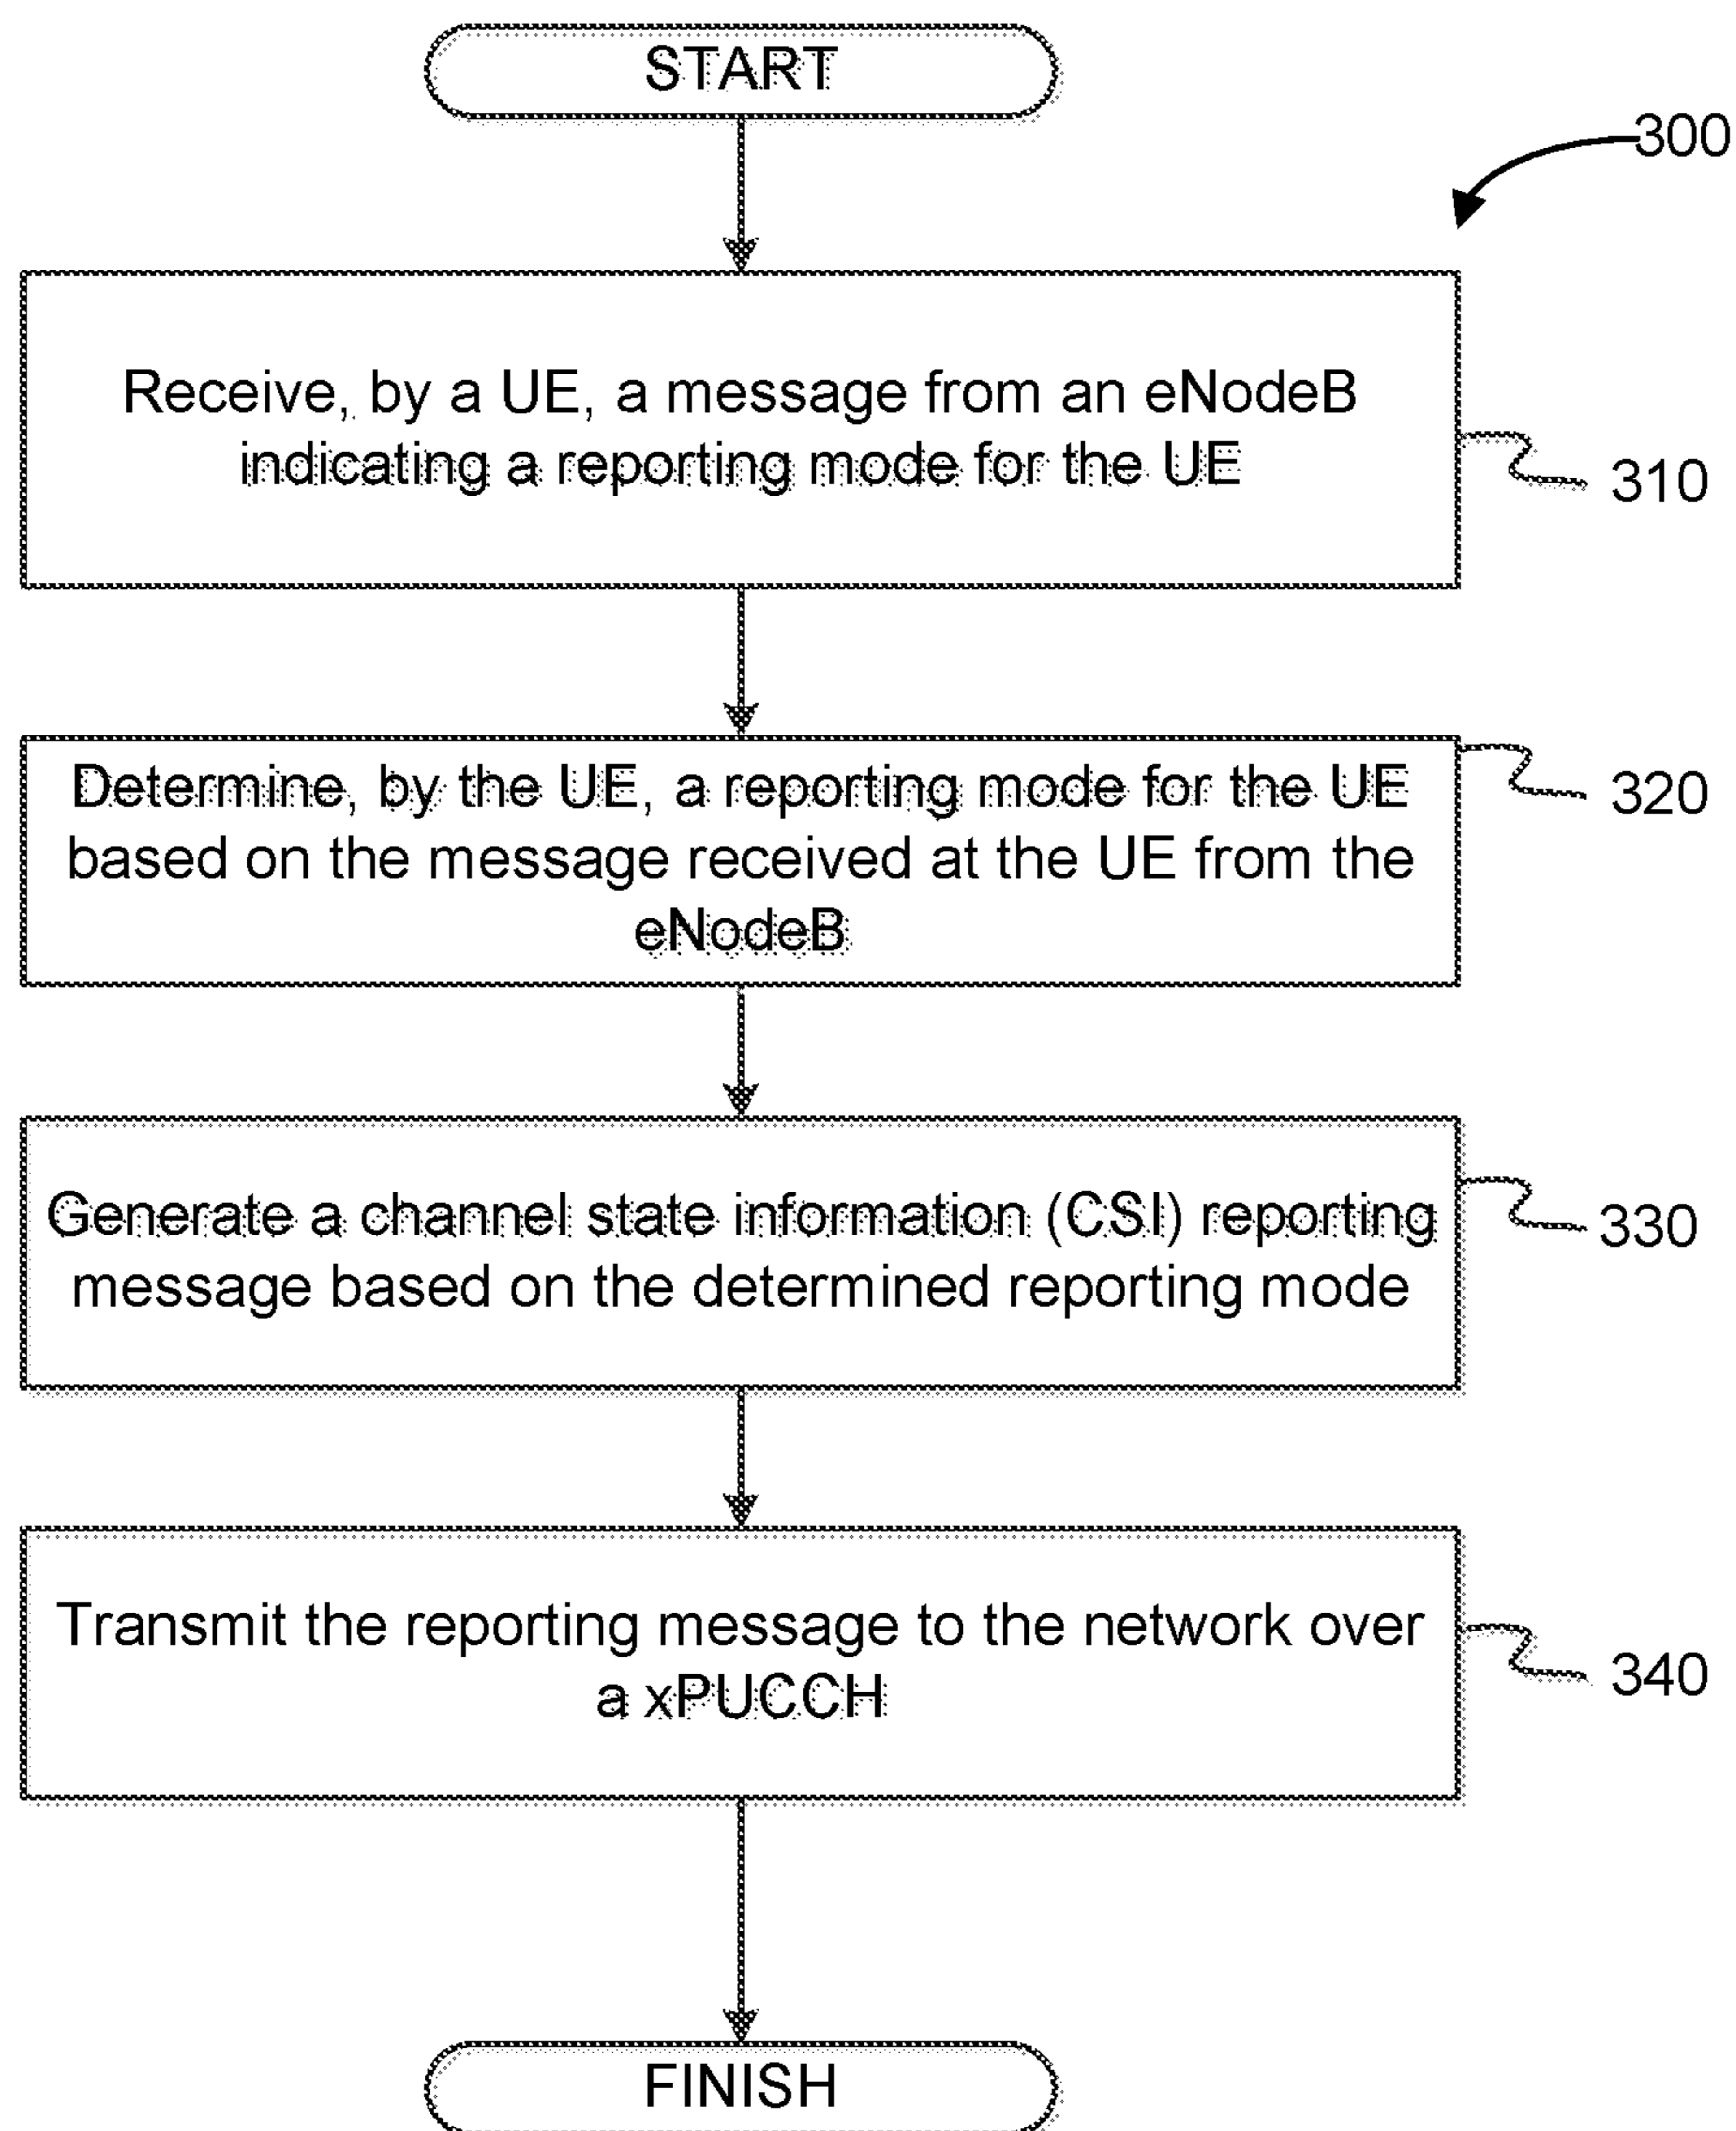 START
300
Receive, by a UE, a message from an eNodeB
indicating a reporting mode for the UE
310
Determine, by the UE, a reporting mode for the UE
based on the message received at the UE from the
eNodeB
320
Generate a channel state information (CSI) reporting
message based on the determined reporting mode
330
Transmit the reporting message to the network over
a xPUCCH
340
FINISH